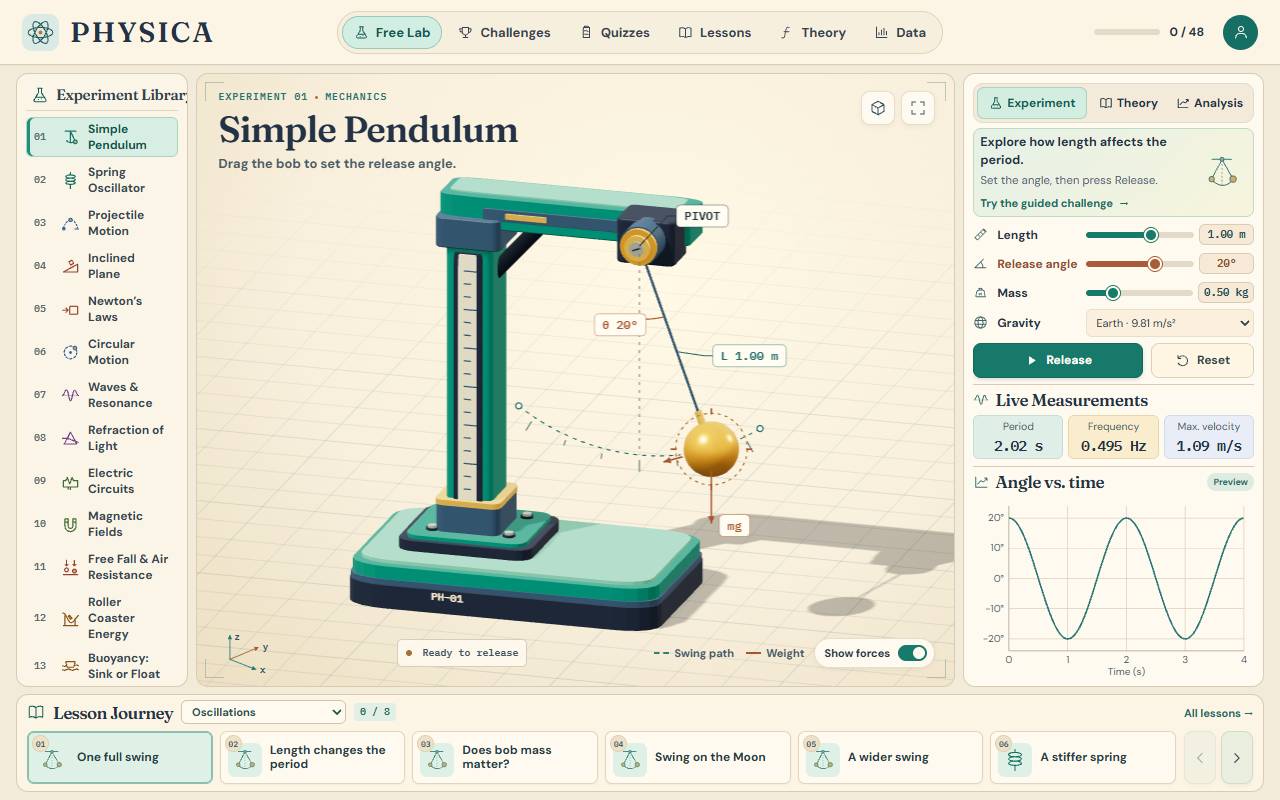 PHYSICA
Free Lab
Challenges
Quizzes
Lessons
Theory
Data
0 / 48
Experiment Library
01
Simple
Pendulum
02
Spring
Oscillator
03
Projectile
Motion
04
Inclined
Plane
05
Newton's
Laws
06
Circular
Motion
07
Waves &
Resonance
08
Refraction of
Light
09
Electric
Circuits
10
Magnetic
Fields
11
Free Fall & Air
Resistance
12
Roller
Coaster
Energy
13
Buoyancy:
Sink or Float
EXPERIMENT 01 • MECHANICS
Simple Pendulum
Drag the bob to set the release angle.
PIVOT
θ 20°
L 1.00 m
mg
PH-01
z
y
x
Ready to release
Swing path
Weight
Show forces
Experiment
Theory
Analysis
Explore how length affects the
period.
Set the angle, then press Release.
Try the guided challenge →
Length
1.00 m
Release angle
20°
Mass
0.50 kg
Gravity
Earth · 9.81 m/s²
Release
Reset
Live Measurements
Period
2.02 s
Frequency
0.495 Hz
Max. velocity
1.09 m/s
Angle vs. time
Preview
20°
10°
0°
-10°
-20°
0
1
2
3
4
Time (s)
Lesson Journey
Oscillations
0 / 8
All lessons →
01
One full swing
02
Length changes the
period
03
Does bob mass
matter?
04
Swing on the Moon
05
A wider swing
06
A stiffer spring